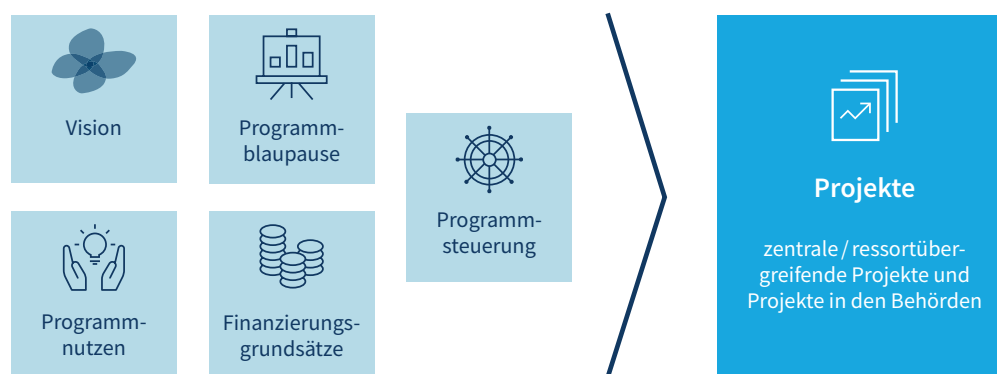 Vision
Programm-
blaupause
Programm-
nutzen
Finanzierungs-
grundsätze
Programm-
steuerung
Projekte
zentrale / ressortüber-
greifende Projekte und
Projekte in den Behörden